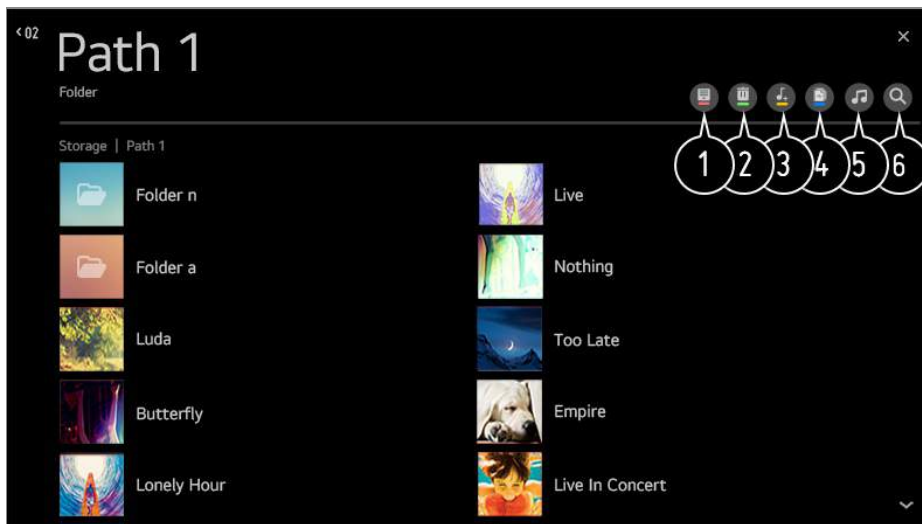 <02
Path 1
Folder
1 2 3 4 5 6
Storage | Path 1
Folder n
Live
Folder a
Nothing
Luda
Too Late
Butterfly
Empire
Lonely Hour
Live In Concert